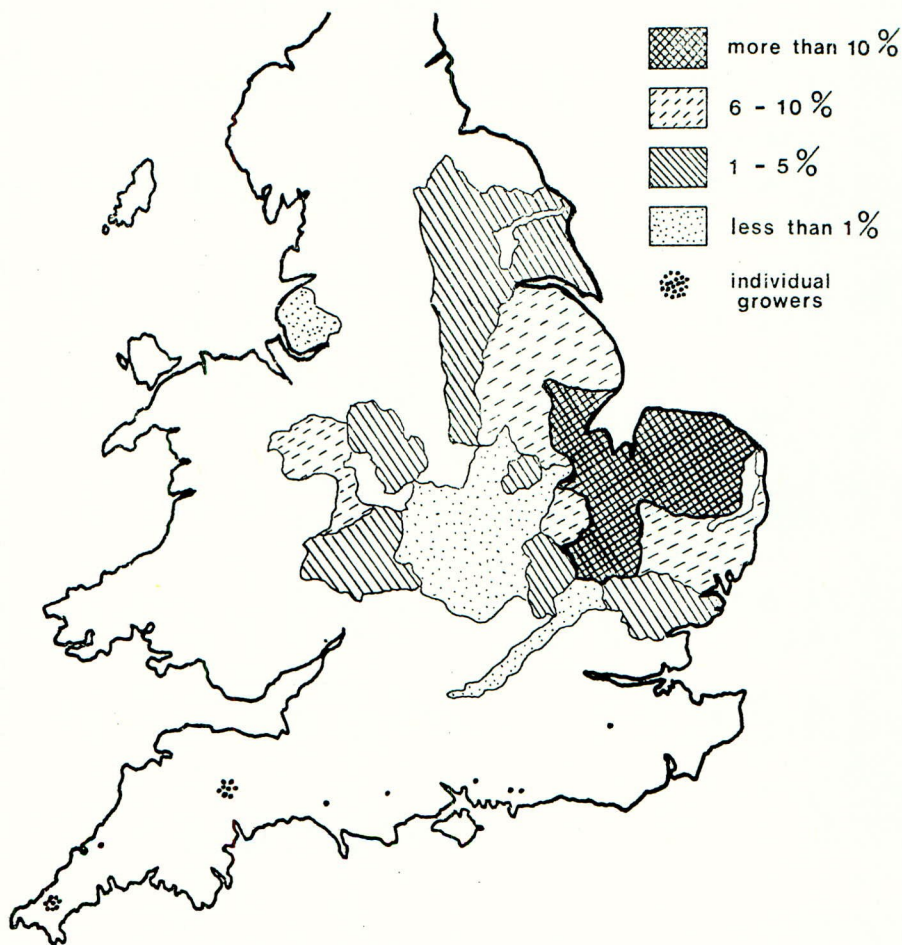 more than 10%
6 - 10%
1 - 5%
less than 1%
individual
growers